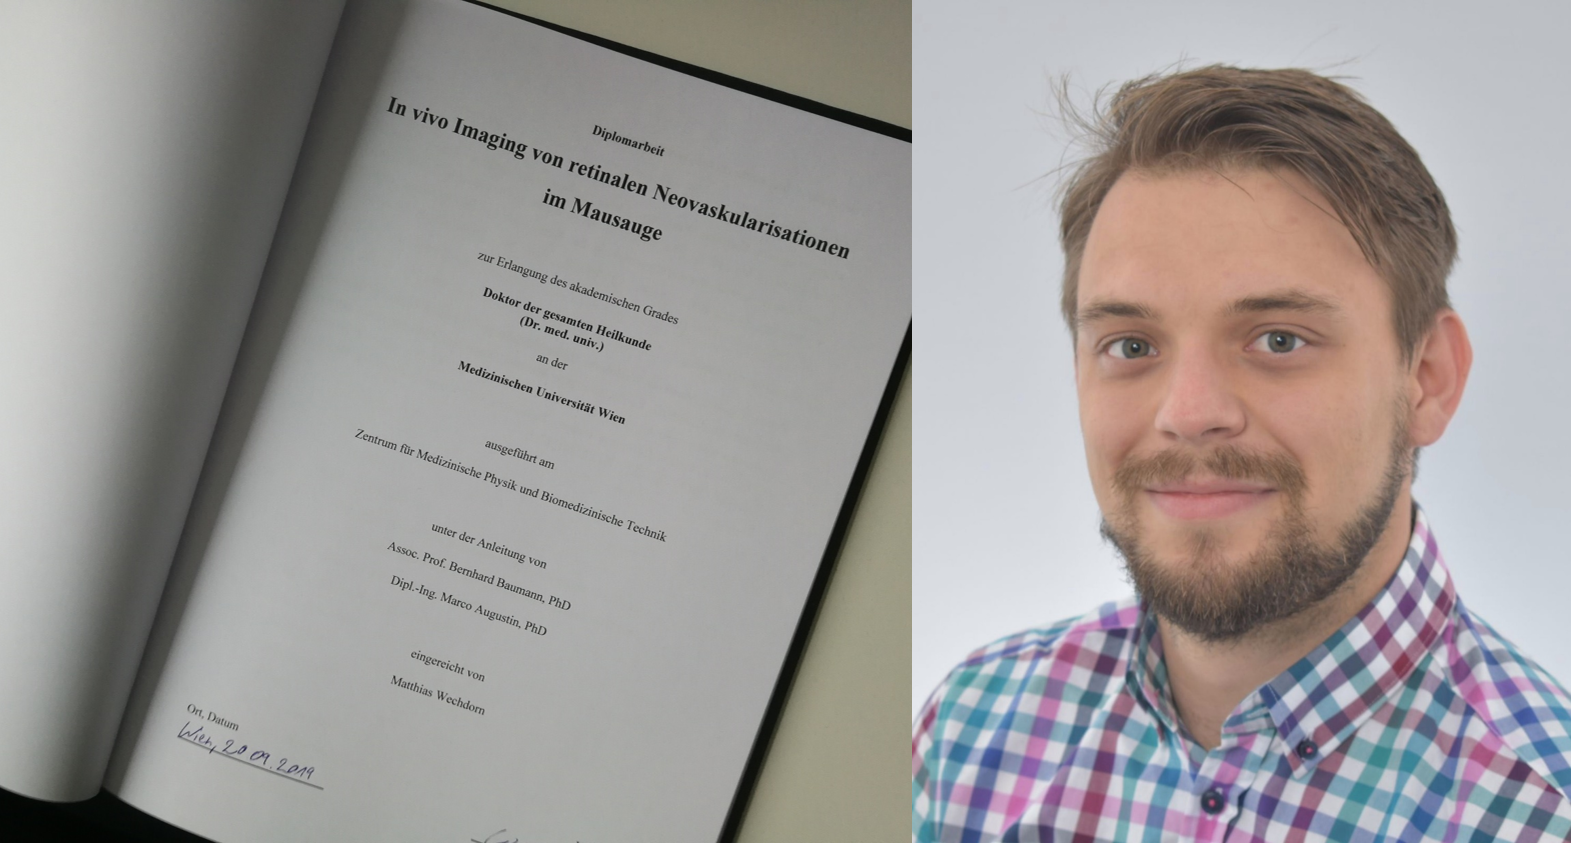 Diplomarbeit
In vivo Imaging von retinalen Neovaskularisationen
im Mausauge
zur Erlangung des akademischen Grades
Doktor der gesamten Heilkunde
(Dr. med. univ.)
an der
Medizinischen Universität Wien
ausgeführt am
Zentrum für Medizinische Physik und Biomedizinische Technik
unter der Anleitung von
Assoc. Prof. Bernhard Baumann, PhD
Dipl.-Ing. Marco Augustin, PhD
eingereicht von
Matthias Wechdorn
Ort, Datum
Wien, 20.09.2019